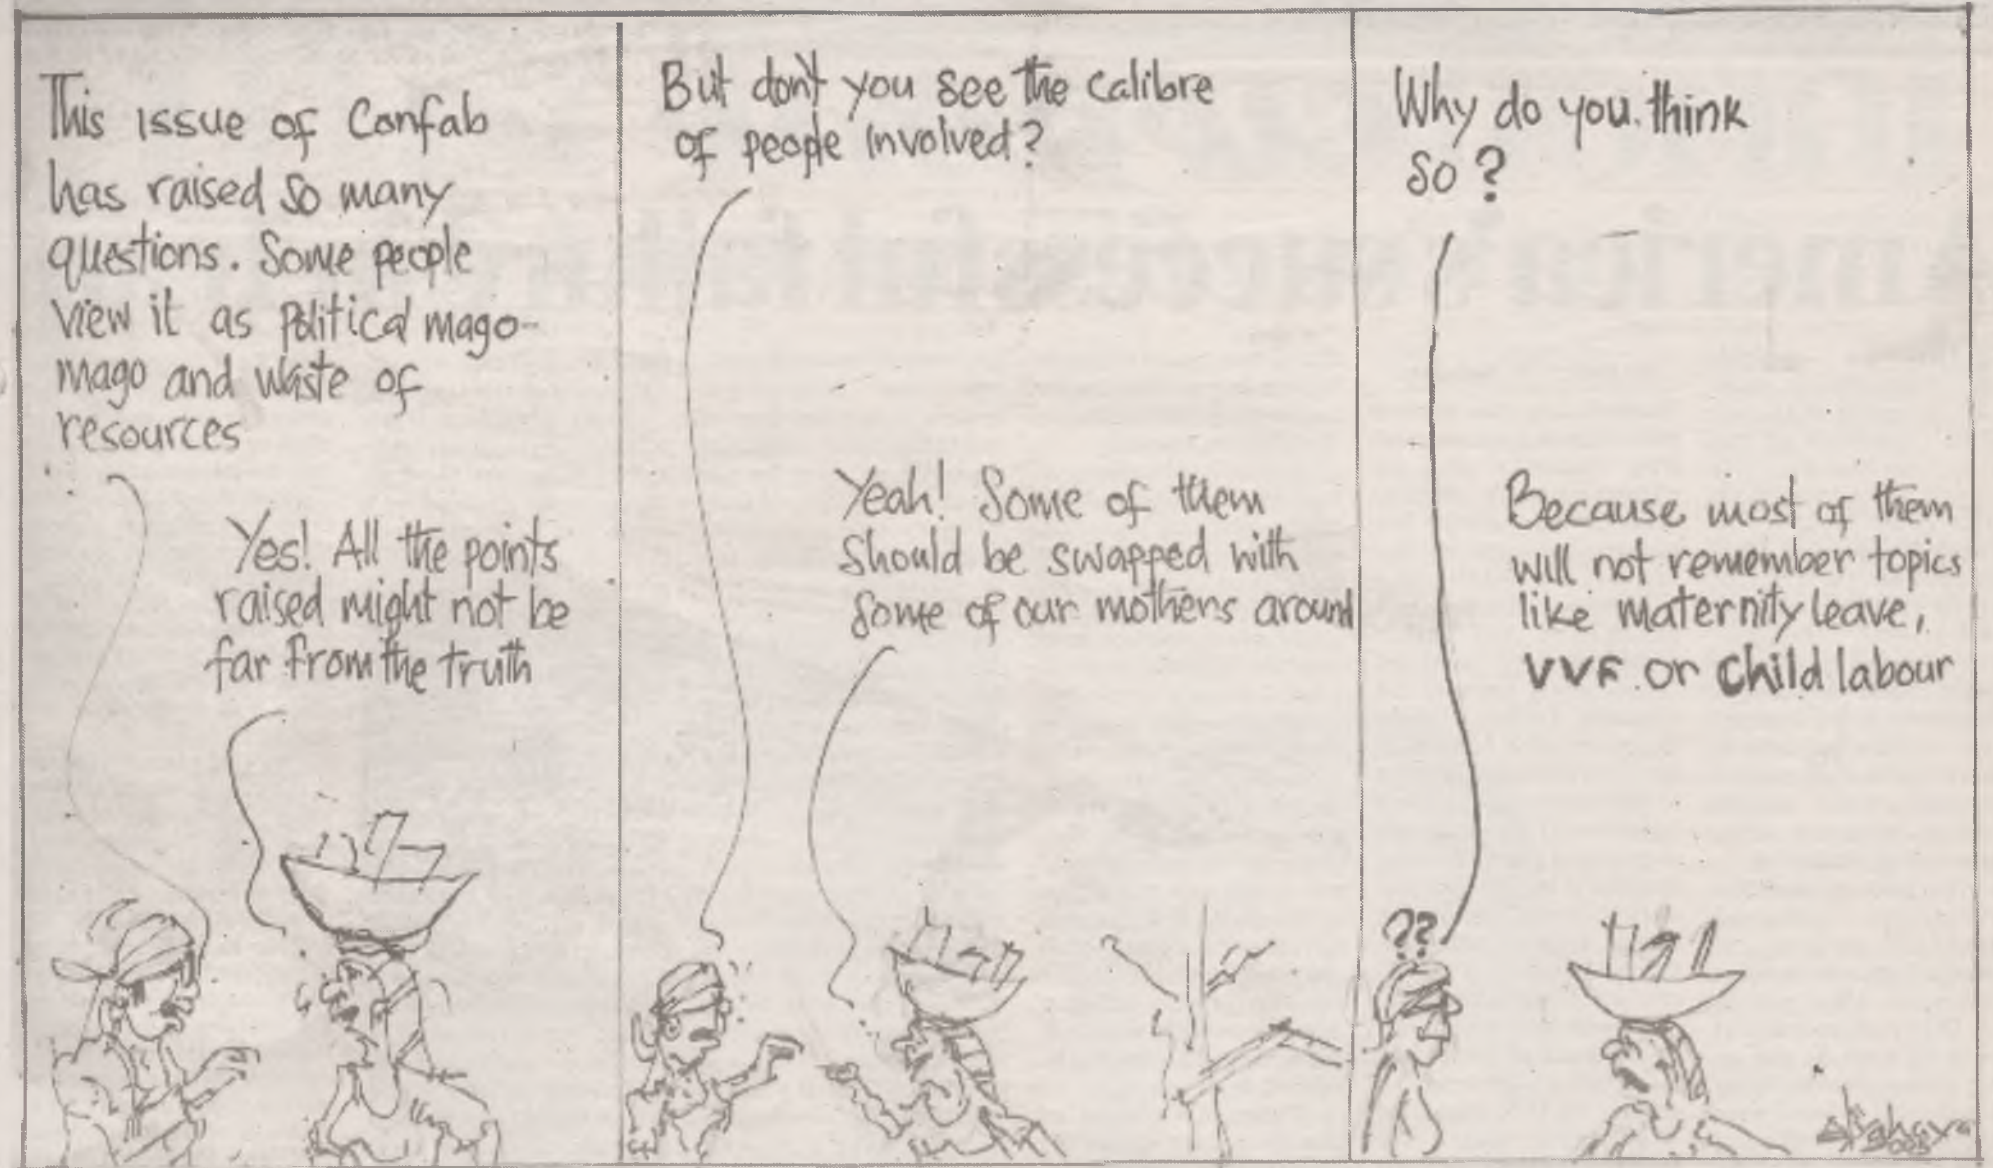 This issue of Confab
has raised so many
questions. Some people
view it as political mago-
mago and waste of
resources
Yes! All the points
raised might not be
far from the truth
But don't you see the calibre
of people involved?
Yeah! Some of them
should be swapped with
some of our mothers around
Why do you think
so?
Because most of them
will not remember topics
like maternity leave,
VVF or child labour
??